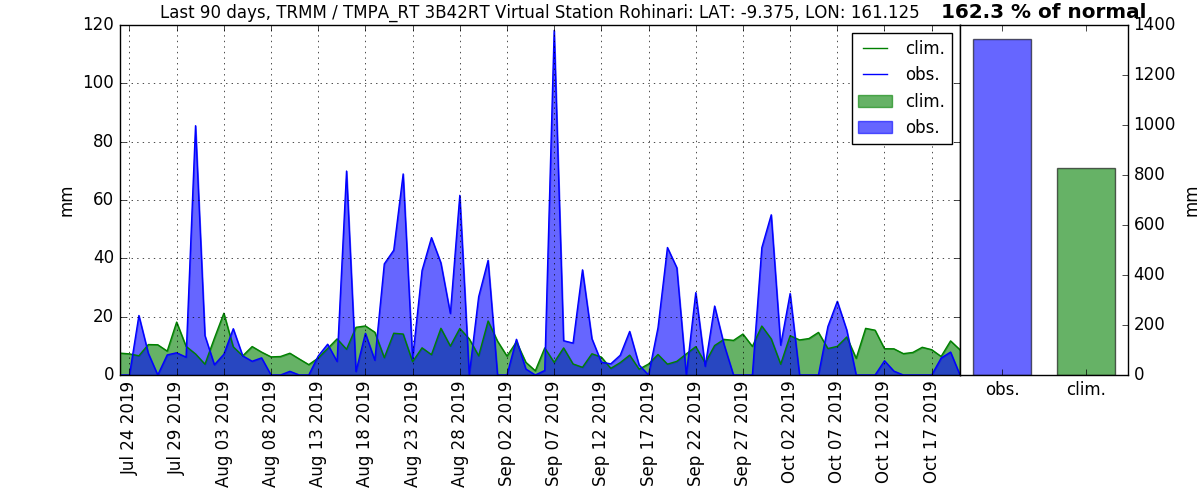 Last 90 days, TRMM / TMPA_RT 3B42RT Virtual Station Rohinari: LAT: -9.375, LON: 161.125
162.3 % of normal
120
100
80
60
40
20
0
mm
clim.
obs.
clim.
obs.
1400
1200
1000
800
600
400
200
0
mm
Jul 24 2019
Jul 29 2019
Aug 03 2019
Aug 08 2019
Aug 13 2019
Aug 18 2019
Aug 23 2019
Aug 28 2019
Sep 02 2019
Sep 07 2019
Sep 12 2019
Sep 17 2019
Sep 22 2019
Sep 27 2019
Oct 02 2019
Oct 07 2019
Oct 12 2019
Oct 17 2019
obs.
clim.